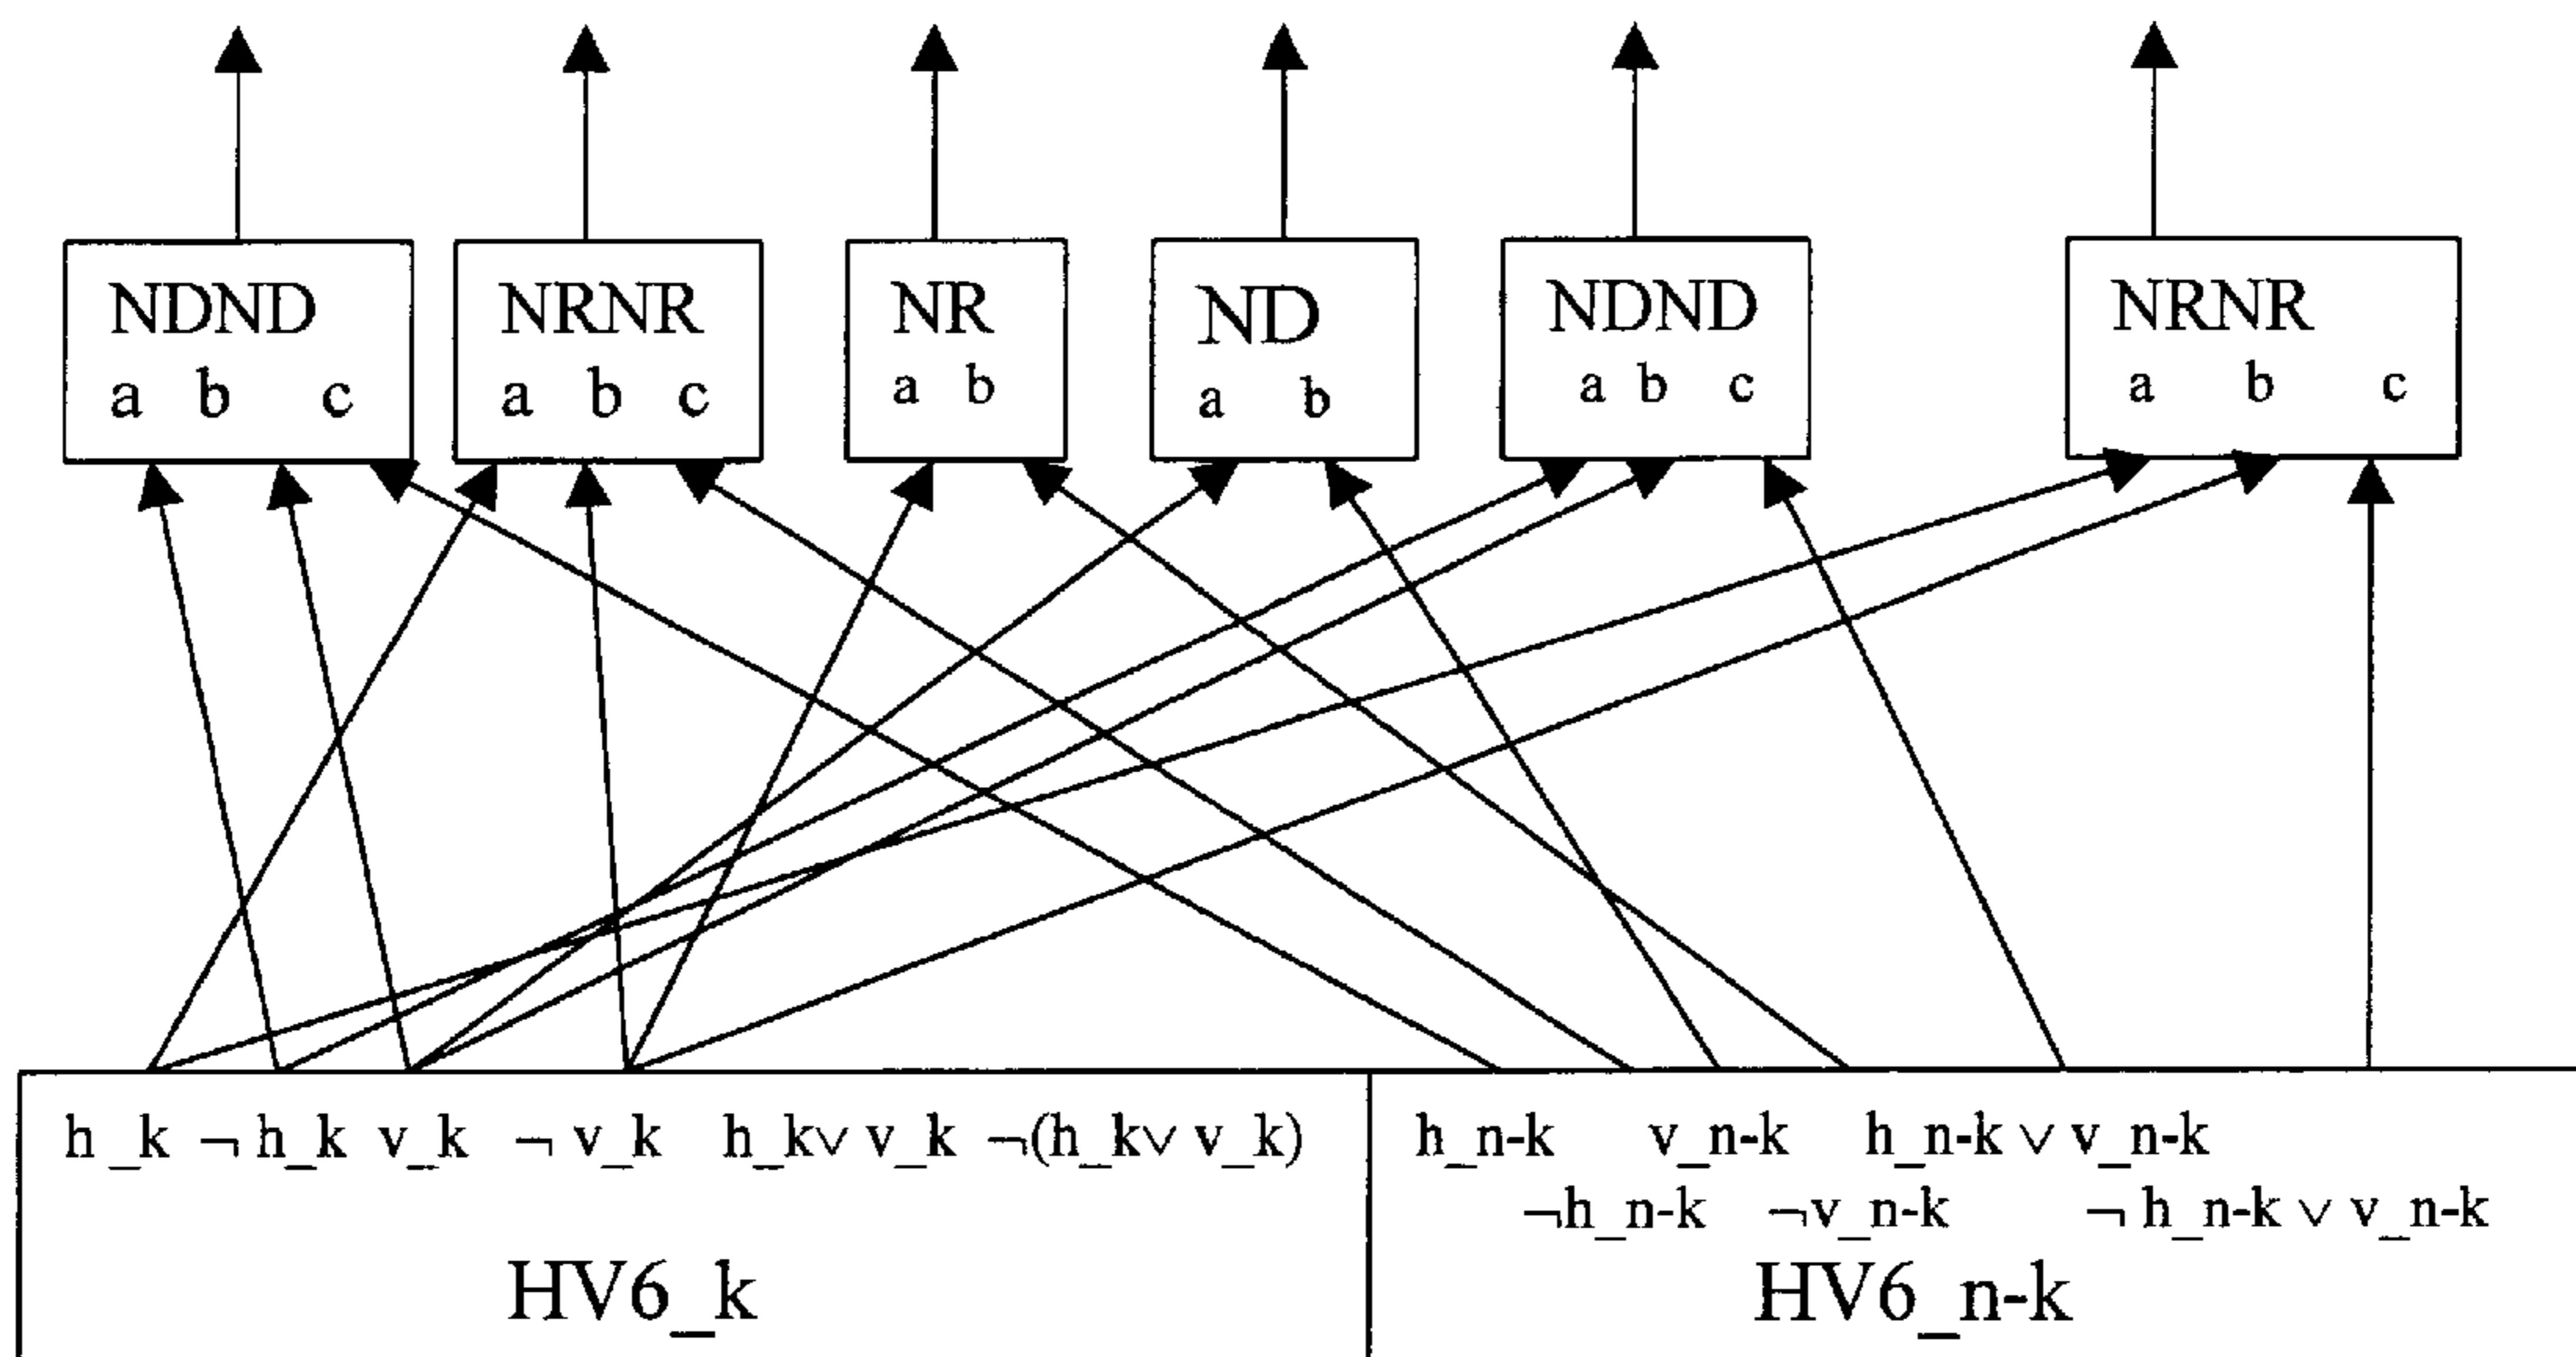 NDND NRNR NR ND NDND NRNR
a b c a b c a b a b a b c a b c
h_k ¬ h_k v_k ¬ v_k h_k∨ v_k ¬(h_k∨ v_k) h_n-k v_n-k h_n-k ∨ v_n-k
¬h_n-k ¬v_n-k ¬ h_n-k ∨ v_n-k
HV6_k HV6_n-k